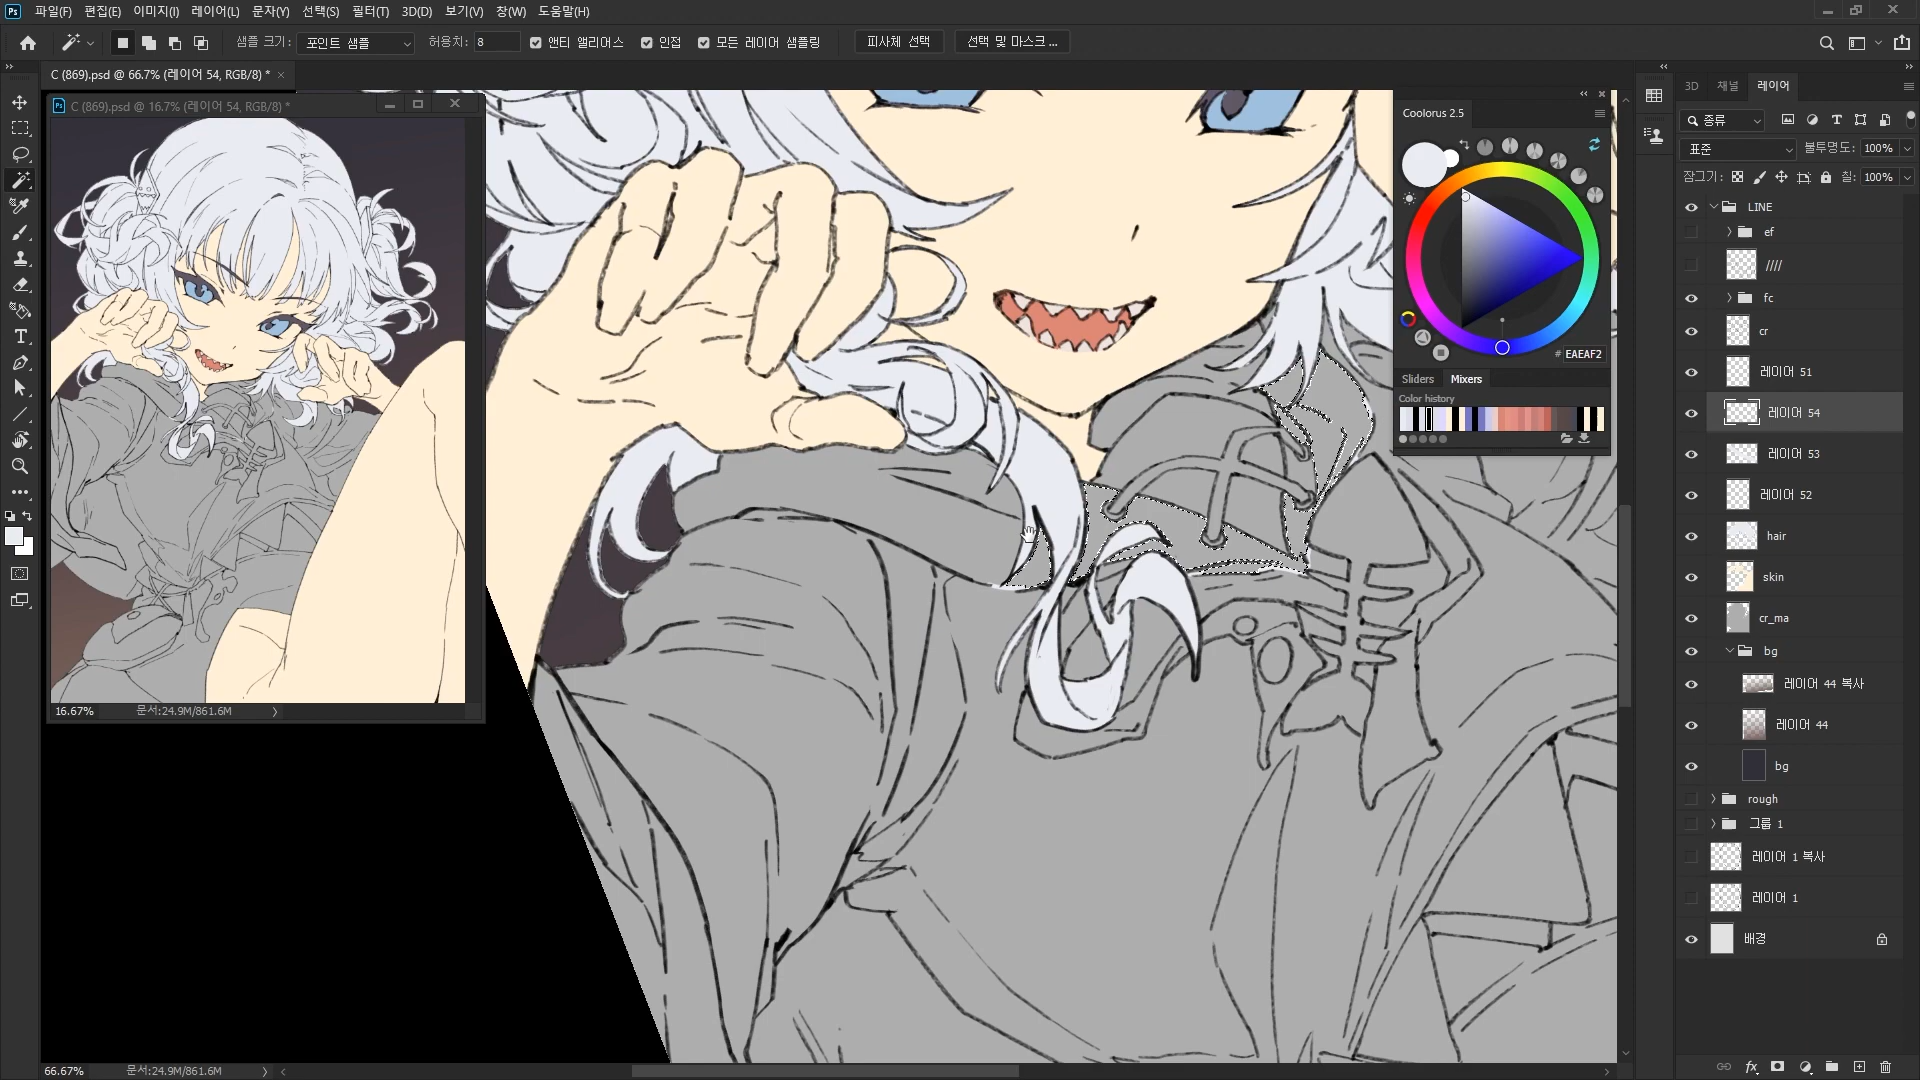 Ps 파일(F) 편집(E) 이미지(I) 레이어(L) 문자(Y) 선택(S) 필터(T) 3D(D) 보기(V) 창(W) 도움말(H)
샘플 크기: 포인트 샘플 허용치: 8 앤티 앨리어스 인접 모든 레이어 샘플링 피사체 선택 선택 및 마스크...
C (869).psd @ 66.7% (레이어 54, RGB/8) *
Ps C (869).psd @ 16.7% (레이어 54, RGB/8) *
16.67% 문서:24.9M/861.6M
Coolorus 2.5
# EAEAF2
Sliders Mixers
Color history
3D 채널 레이어
종류
표준 불투명도: 100%
잠그기: 칠: 100%
LINE
ef
////
fc
cr
레이어 51
레이어 54
레이어 53
레이어 52
hair
skin
cr_ma
bg
레이어 44 복사
레이어 44
bg
rough
그룹 1
레이어 1 복사
레이어 1
배경
fx
66.67% 문서:24.9M/861.6M